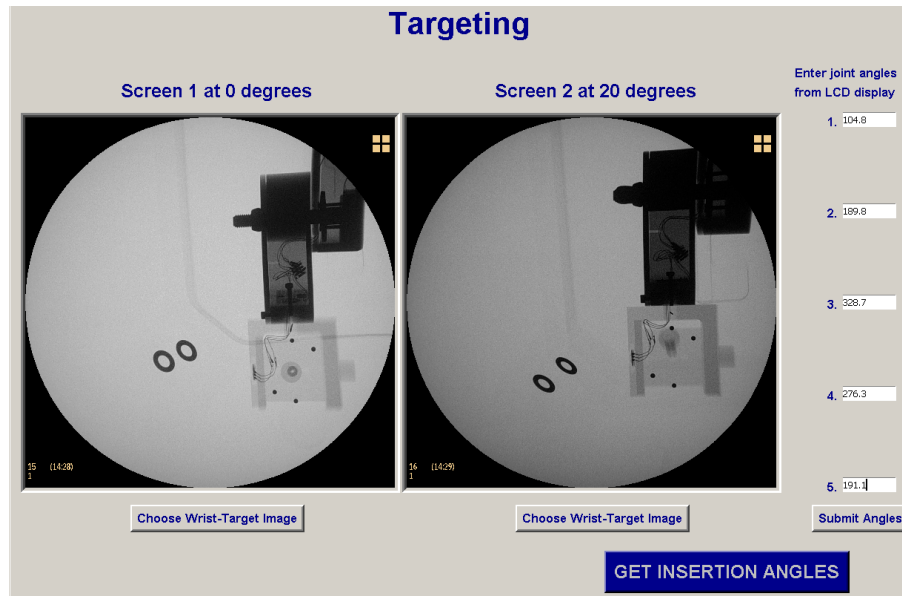 Targeting
Screen 1 at 0 degrees
Screen 2 at 20 degrees
Enter joint angles
from LCD display
1. 104.8
2. 189.8
3. 328.7
4. 276.3
5. 191.1
15 (14:28)
1
16 (14:29)
1
Choose Wrist-Target Image
Choose Wrist-Target Image
Submit Angles
GET INSERTION ANGLES